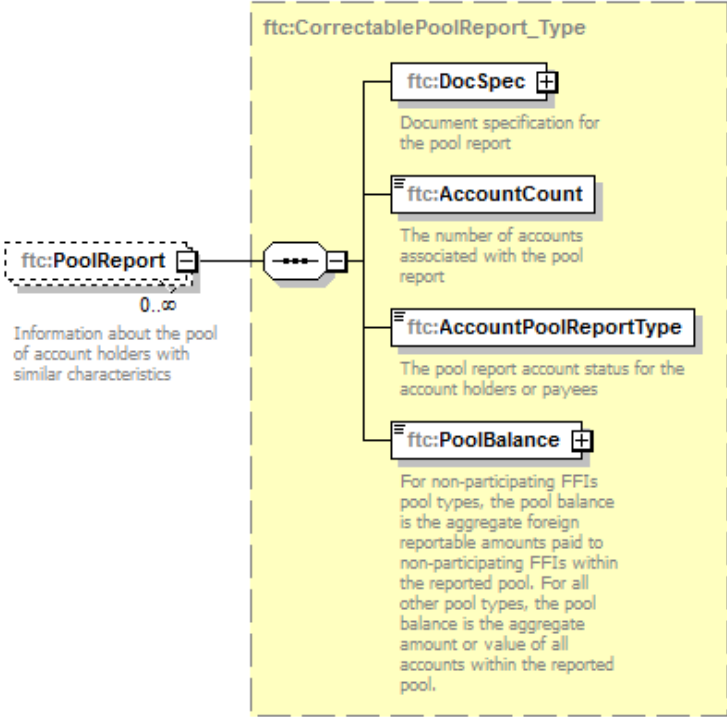 ftc:CorrectablePoolReport_Type
ftc:DocSpec
Document specification for
the pool report
ftc:AccountCount
The number of accounts
associated with the pool
report
ftc:PoolReport
0..∞
Information about the pool
of account holders with
similar characteristics
ftc:AccountPoolReportType
The pool report account status for the
account holders or payees
ftc:PoolBalance
For non-participating FFIs
pool types, the pool balance
is the aggregate foreign
reportable amounts paid to
non-participating FFIs within
the reported pool. For all
other pool types, the pool
balance is the aggregate
amount or value of all
accounts within the reported
pool.